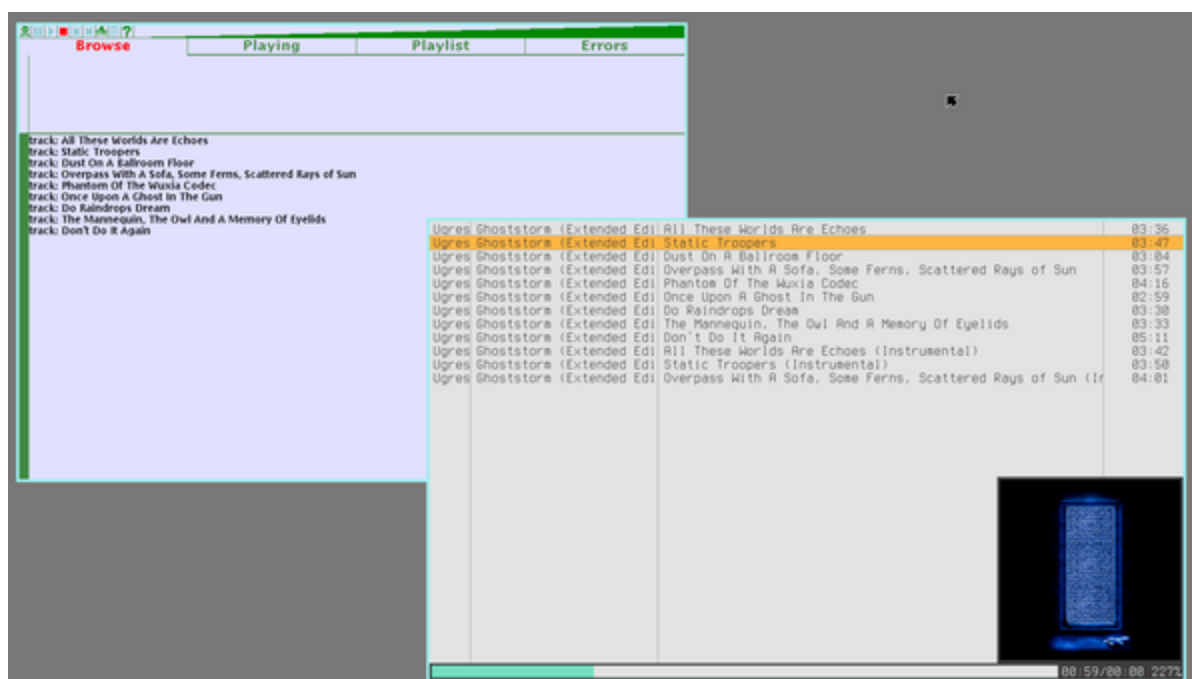 ?
Browse Playing Playlist Errors
track: All These Worlds Are Echoes
track: Static Troopers
track: Dust On A Ballroom Floor
track: Overpass With A Sofa, Some Ferns, Scattered Rays of Sun
track: Phantom Of The Wuxia Codec
track: Once Upon A Ghost In The Gun
track: Do Raindrops Dream
track: The Mannequin, The Owl And A Memory Of Eyelids
track: Don't Do It Again
Ugres Ghoststorm (Extended Edi All These Worlds Are Echoes 03:36
Ugres Ghoststorm (Extended Edi Static Troopers 03:47
Ugres Ghoststorm (Extended Edi Dust On A Ballroom Floor 03:04
Ugres Ghoststorm (Extended Edi Overpass With A Sofa, Some Ferns, Scattered Rays of Sun 03:57
Ugres Ghoststorm (Extended Edi Phantom Of The Wuxia Codec 04:16
Ugres Ghoststorm (Extended Edi Once Upon A Ghost In The Gun 02:59
Ugres Ghoststorm (Extended Edi Do Raindrops Dream 03:30
Ugres Ghoststorm (Extended Edi The Mannequin, The Owl And A Memory Of Eyelids 03:33
Ugres Ghoststorm (Extended Edi Don't Do It Again 05:11
Ugres Ghoststorm (Extended Edi All These Worlds Are Echoes (Instrumental) 03:42
Ugres Ghoststorm (Extended Edi Static Troopers (Instrumental) 03:50
Ugres Ghoststorm (Extended Edi Overpass With A Sofa, Some Ferns, Scattered Rays of Sun (Ir 04:01
00:59/00:00 227%